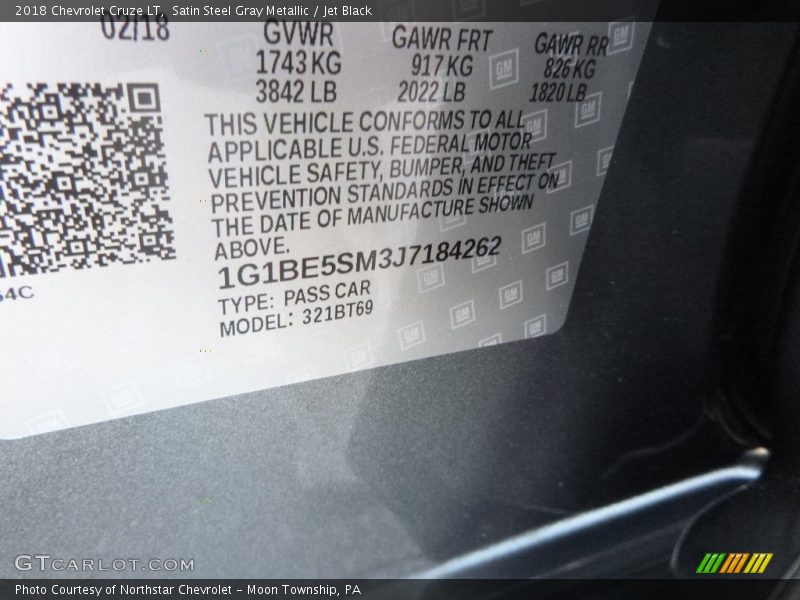 2018 Chevrolet Cruze LT - Satin Steel Gray Metallic / Jet Black
02/18 GVWR GAWR FRT GAWR RR
1743 KG 917 KG 826 KG
3842 LB 2022 LB 1820 LB
THIS VEHICLE CONFORMS TO ALL
APPLICABLE U.S. FEDERAL MOTOR
VEHICLE SAFETY, BUMPER, AND THEFT
PREVENTION STANDARDS IN EFFECT ON
THE DATE OF MANUFACTURE SHOWN
ABOVE.
1G1BE5SM3J7184262
4C TYPE: PASS CAR
MODEL: 321BT69
GM
GTCARLOT.COM
Photo Courtesy of Northstar Chevrolet - Moon Township, PA